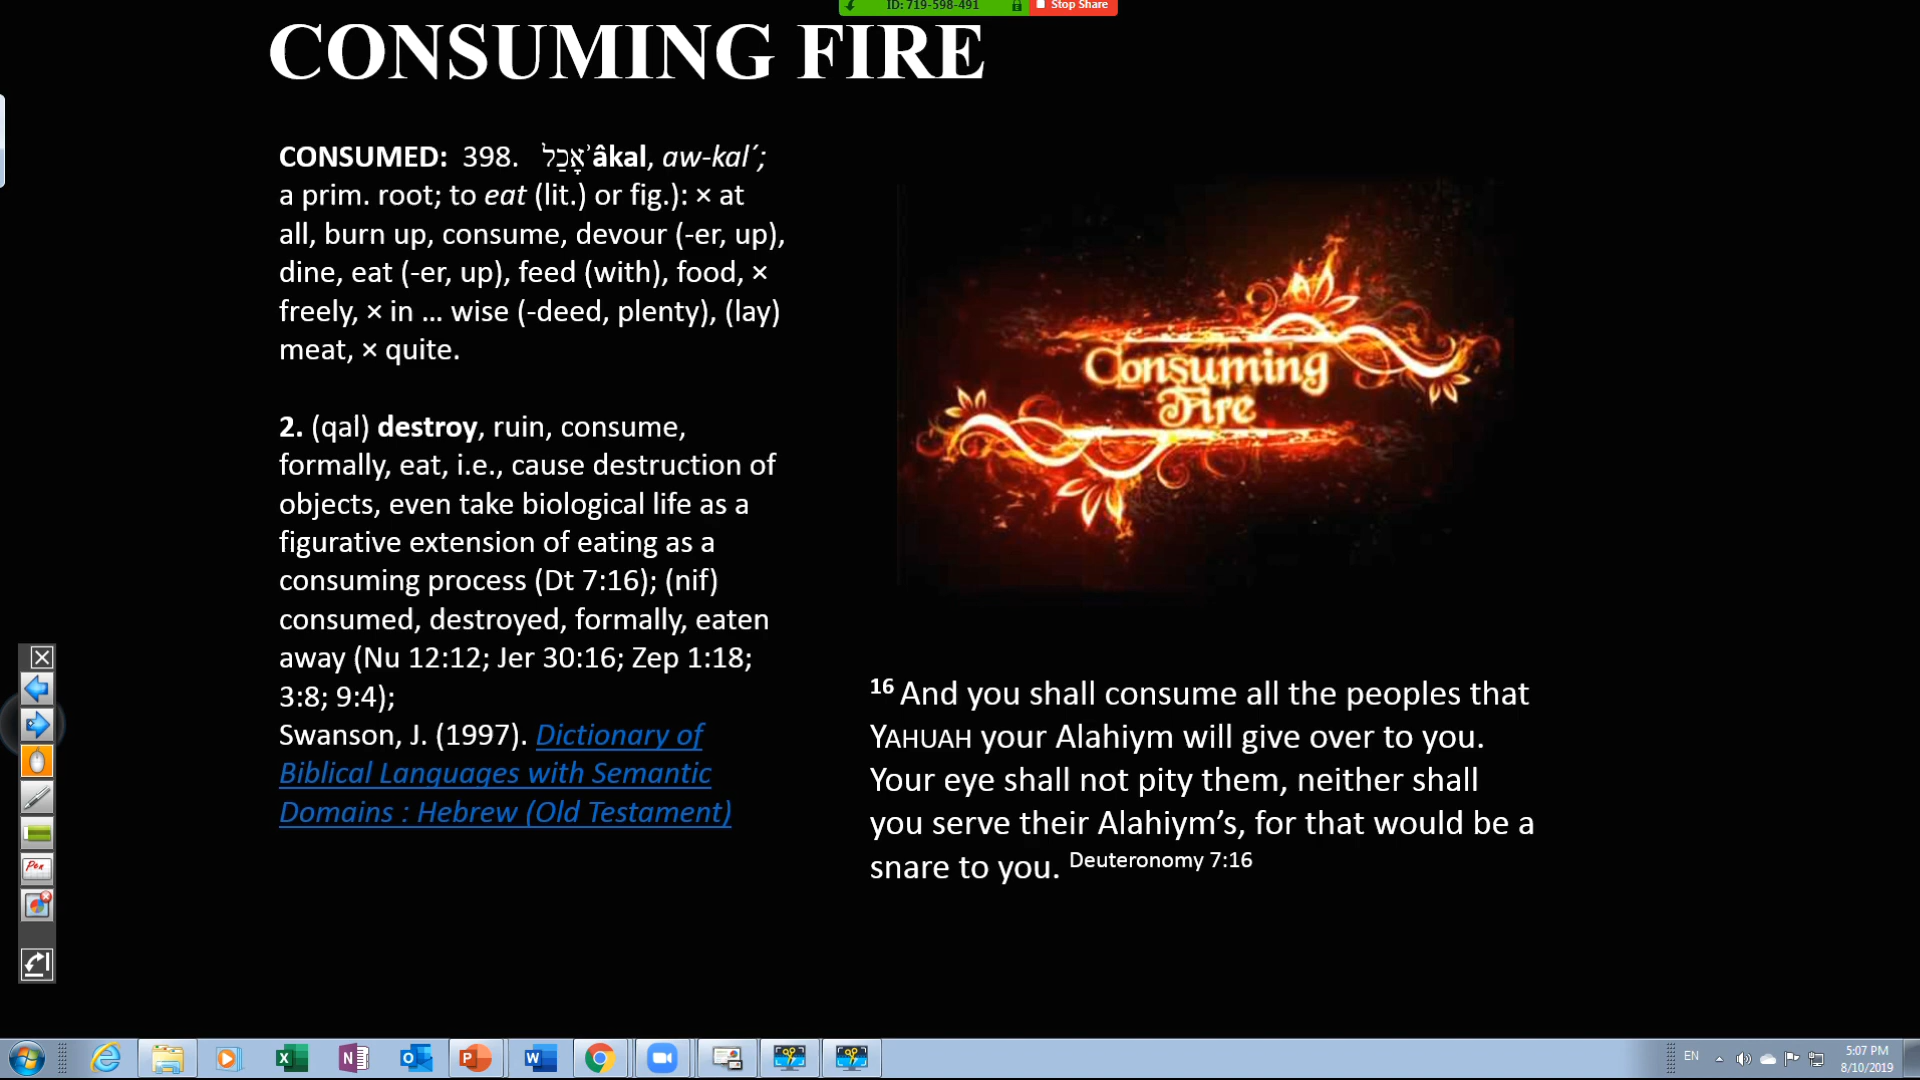 ID: 719-598-491
Stop Share
CONSUMING FIRE
CONSUMED: 398. אָכַל ʾâkal, aw-kal´;
a prim. root; to eat (lit.) or fig.): × at
all, burn up, consume, devour (-er, up),
dine, eat (-er, up), feed (with), food, ×
freely, × in … wise (-deed, plenty), (lay)
meat, × quite.
2. (qal) destroy, ruin, consume,
formally, eat, i.e., cause destruction of
objects, even take biological life as a
figurative extension of eating as a
consuming process (Dt 7:16); (nif)
consumed, destroyed, formally, eaten
away (Nu 12:12; Jer 30:16; Zep 1:18;
3:8; 9:4);
Swanson, J. (1997). Dictionary of
Biblical Languages with Semantic
Domains : Hebrew (Old Testament)
Consuming
Fire
16 And you shall consume all the peoples that
YAHUAH your Alahiym will give over to you.
Your eye shall not pity them, neither shall
you serve their Alahiym’s, for that would be a
snare to you. Deuteronomy 7:16
Pen
EN
5:07 PM
8/10/2019